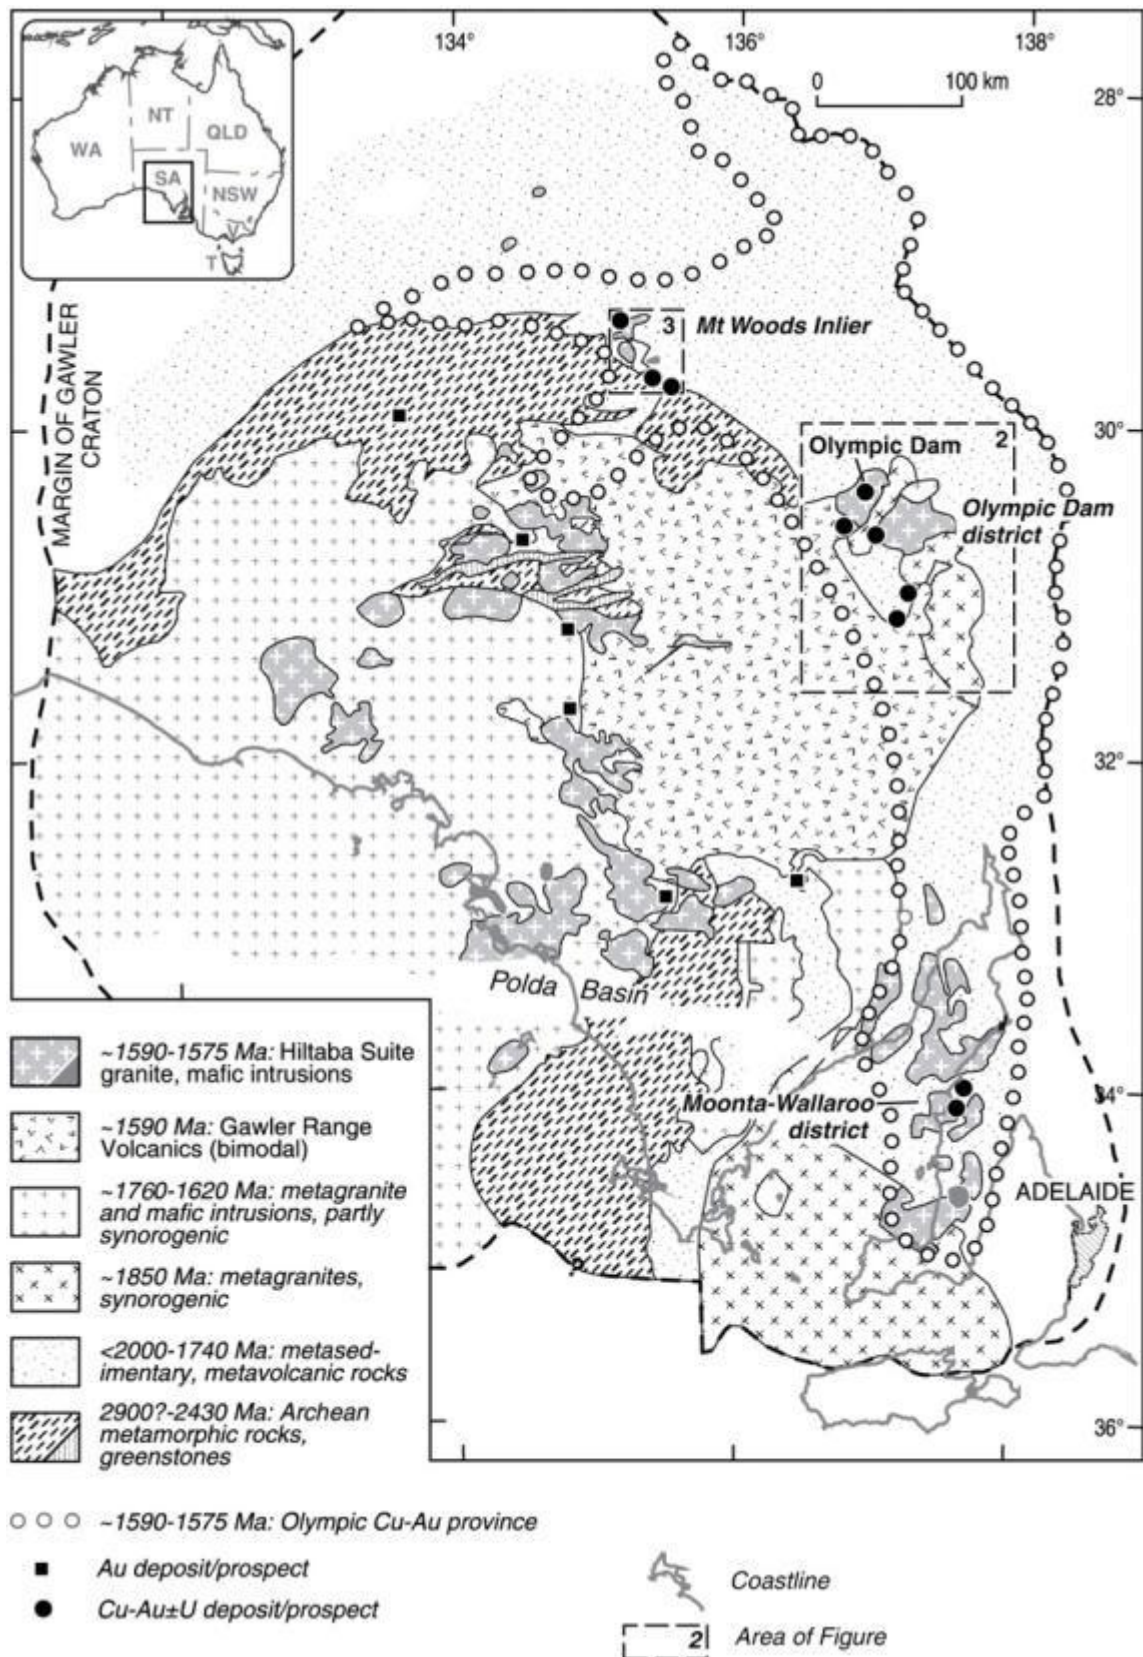 134°
136°
138°
0
100 km
28°
NT
WA
QLD
SA
NSW
V
T
3
Mt Woods Inlier
MARGIN OF GAWLER
CRATON
30°
Olympic Dam
2
Olympic Dam
district
32°
Polda Basin
34°
Moonta-Wallaroo
district
ADELAIDE
36°
~1590-1575 Ma: Hiltaba Suite
granite, mafic intrusions
~1590 Ma: Gawler Range
Volcanics (bimodal)
~1760-1620 Ma: metagranite
and mafic intrusions, partly
synorogenic
~1850 Ma: metagranites,
synorogenic
<2000-1740 Ma: metased-
imentary, metavolcanic rocks
2900?-2430 Ma: Archean
metamorphic rocks,
greenstones
~1590-1575 Ma: Olympic Cu-Au province
Au deposit/prospect
Cu-Au±U deposit/prospect
Coastline
2
Area of Figure